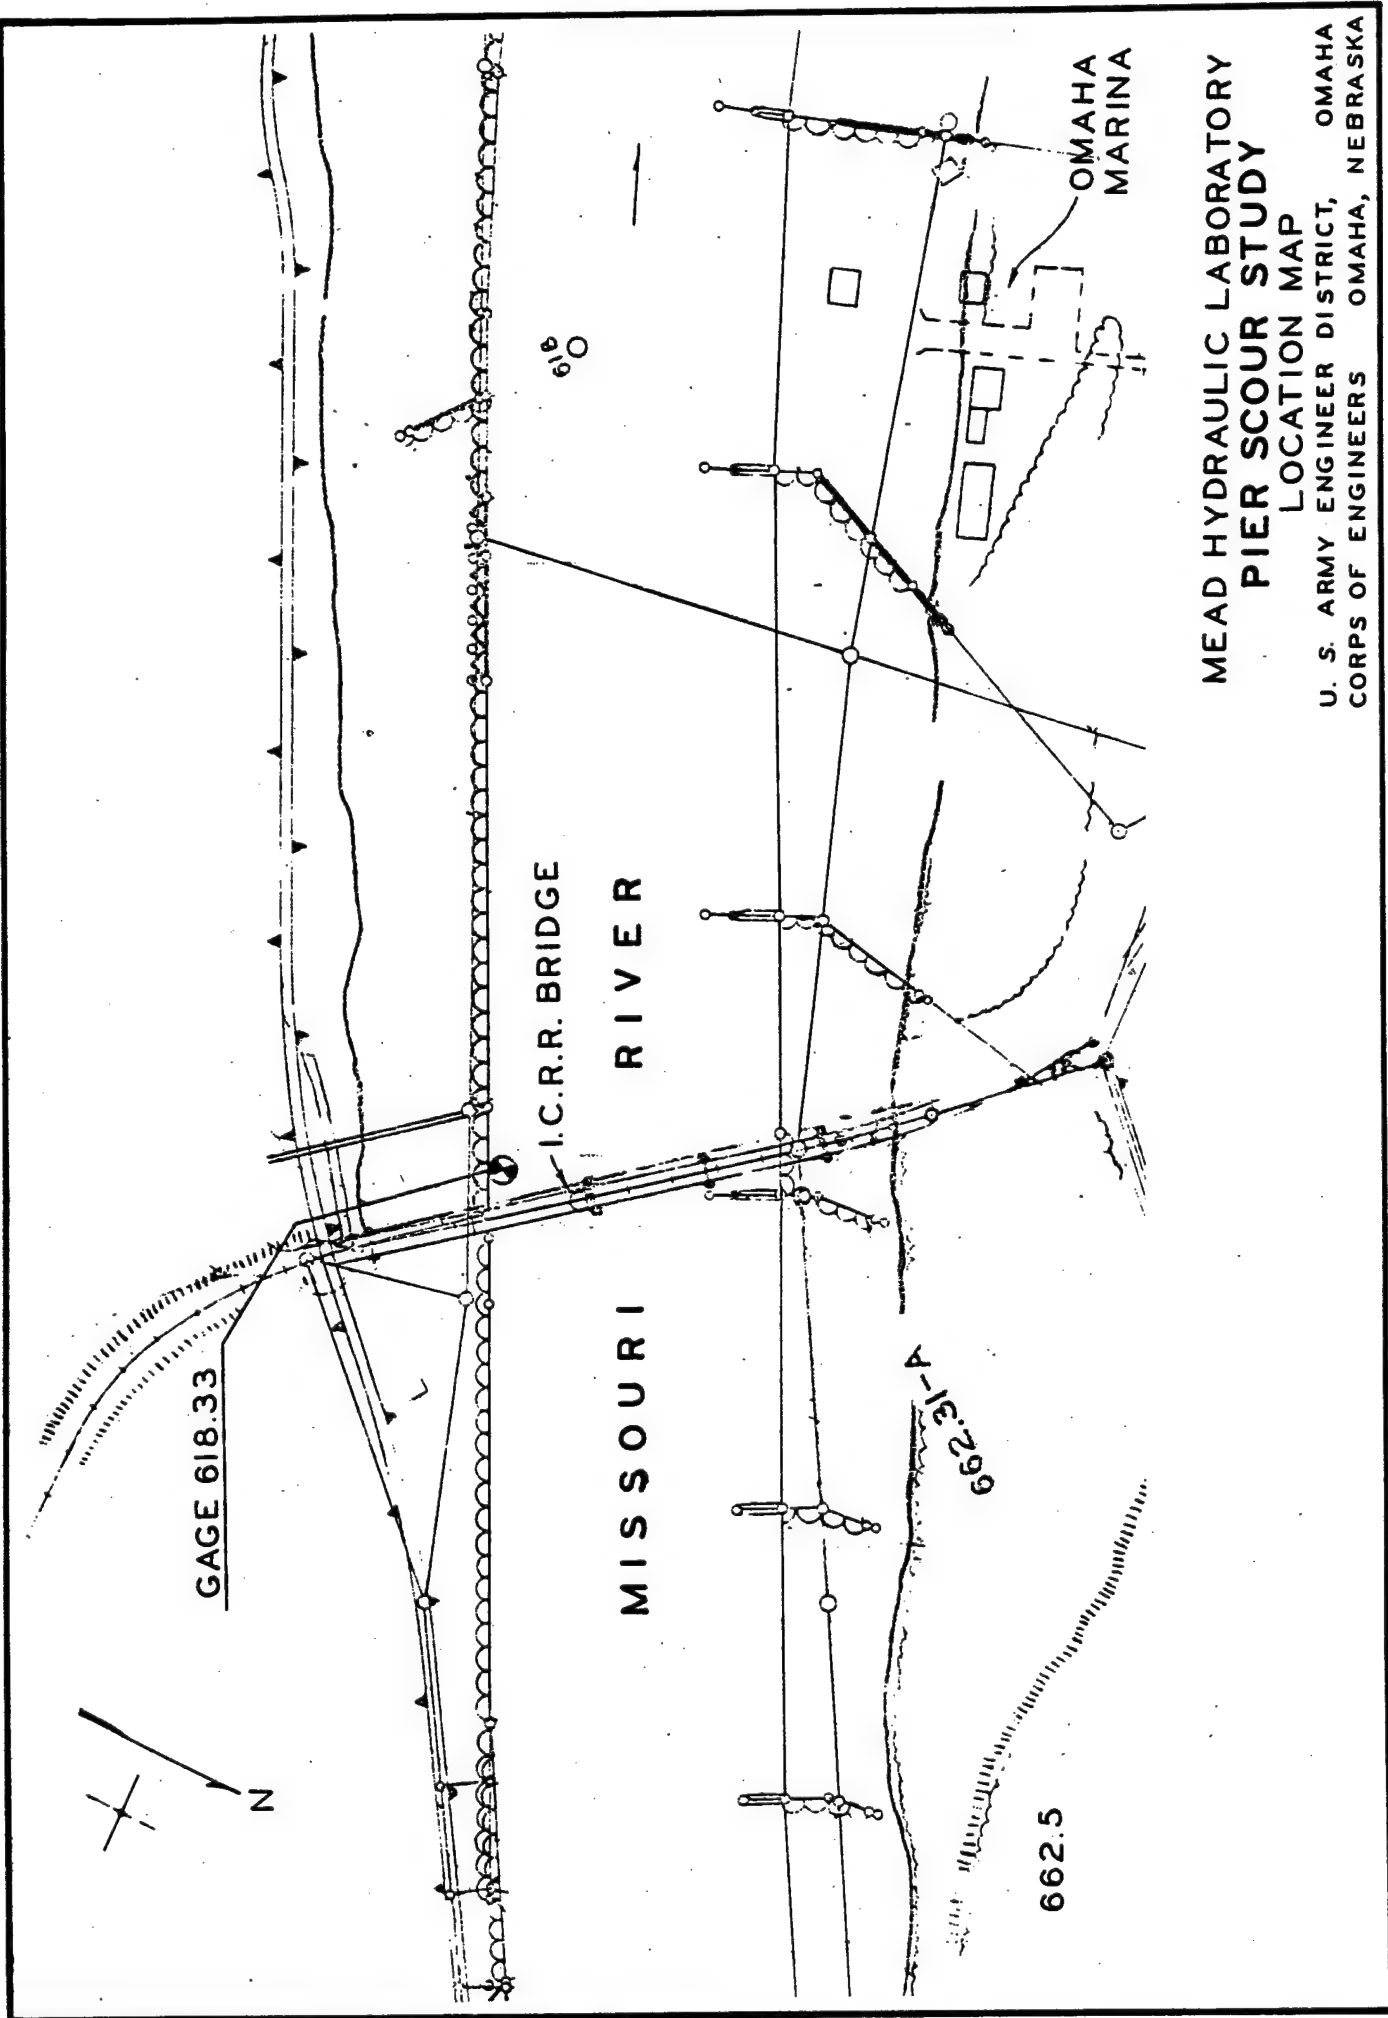 GAGE 618.33
N
I.C.R.R. BRIDGE
MISSOURI RIVER
618
662.31-A
662.5
OMAHA
MARINA
MEAD HYDRAULIC LABORATORY
PIER SCOUR STUDY
LOCATION MAP
U. S. ARMY ENGINEER DISTRICT, OMAHA
CORPS OF ENGINEERS OMAHA, NEBRASKA